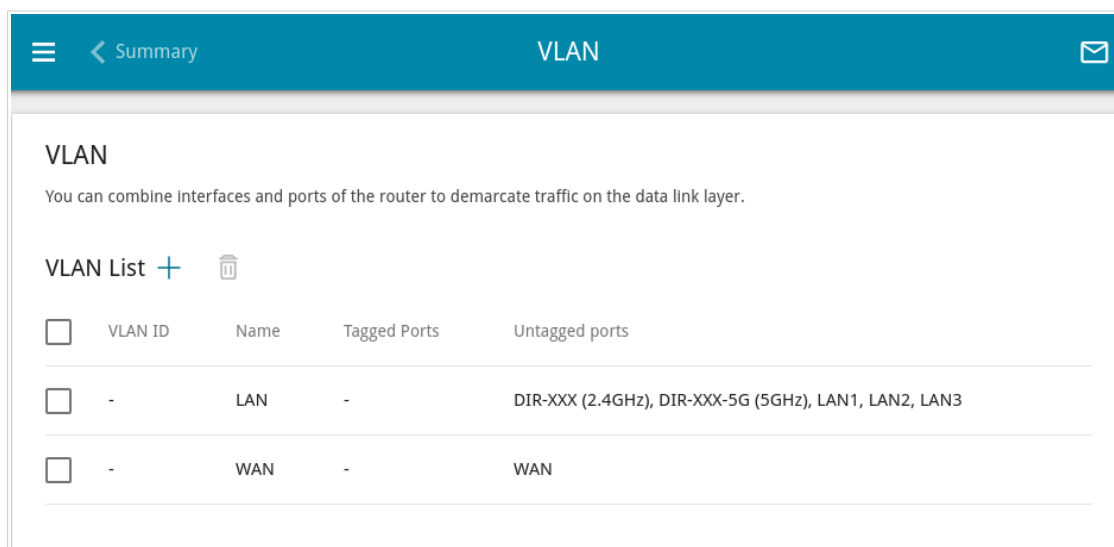 Summary VLAN
VLAN
You can combine interfaces and ports of the router to demarcate traffic on the data link layer.
VLAN List
VLAN ID Name Tagged Ports Untagged ports
- LAN - DIR-XXX (2.4GHz), DIR-XXX-5G (5GHz), LAN1, LAN2, LAN3
- WAN - WAN